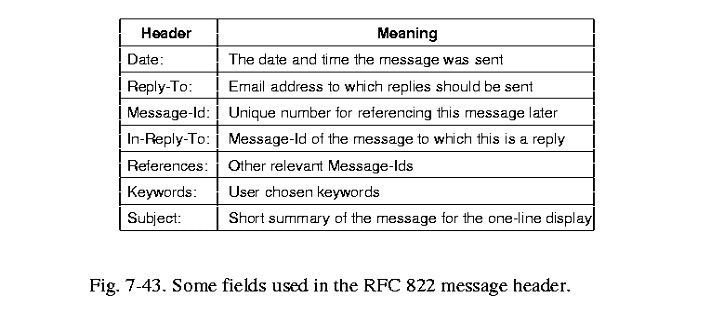 Header Meaning
Date: The date and time the message was sent
Reply-To: Email address to which replies should be sent
Message-Id: Unique number for referencing this message later
In-Reply-To: Message-Id of the message to which this is a reply
References: Other relevant Message-Ids
Keywords: User chosen keywords
Subject: Short summary of the message for the one-line display
Fig. 7-43. Some fields used in the RFC 822 message header.